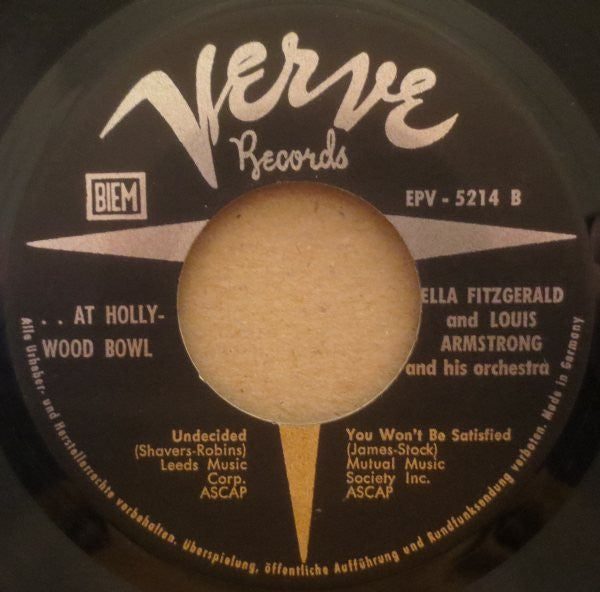 Verve
Records
BIEM
EPV - 5214 B
. . AT HOLLY-
WOOD BOWL
ELLA FITZGERALD
and LOUIS
ARMSTRONG
and his orchestra
Undecided
(Shavers-Robins)
Leeds Music
Corp.
ASCAP
You Won't Be Satisfied
(James-Stock)
Mutual Music
Society Inc.
ASCAP
Alle Urheber- und Herstellerrechte vorbehalten. Überspielung, öffentliche Aufführung und Rundfunksendung verboten. Made in Germany